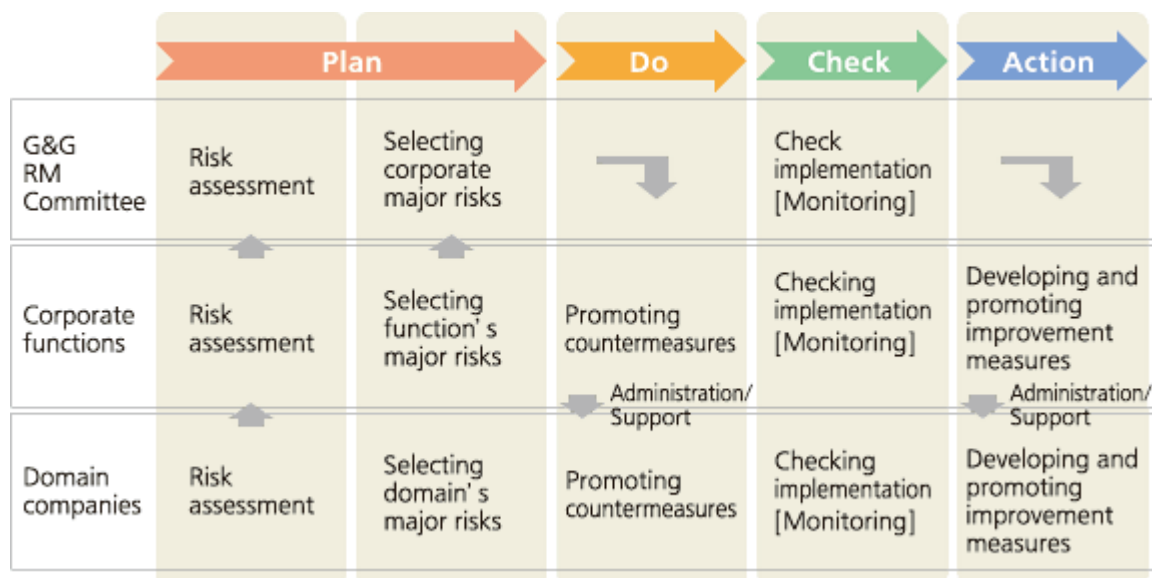 Plan
Do
Check
Action
G&G
RM
Committee
Risk
assessment
Selecting
corporate
major risks
Check
implementation
[Monitoring]
Corporate
functions
Risk
assessment
Selecting
function's
major risks
Promoting
countermeasures
Checking
implementation
[Monitoring]
Developing and
promoting
improvement
measures
Administration/
Support
Administration/
Support
Domain
companies
Risk
assessment
Selecting
domain's
major risks
Promoting
countermeasures
Checking
implementation
[Monitoring]
Developing and
promoting
improvement
measures